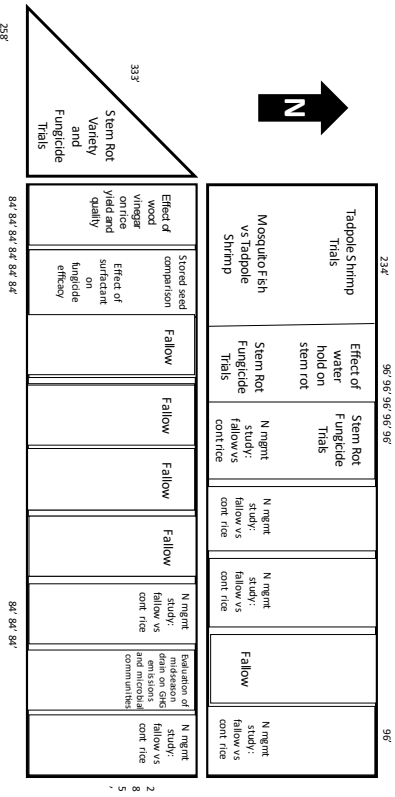 N
333'
258'
Stem Rot
Variety
and
Fungicide
Trials
234'
96' 96' 96' 96' 96'
96'
Tadpole Shrimp
Trials
Mosquito Fish
vs Tadpole
Shrimp
Effect of
water
hold on
stem rot
Stem Rot
Fungicide
Trials
Stem Rot
Fungicide
Trials
N mgmt
study:
fallow vs
cont rice
N mgmt
study:
fallow vs
cont rice
N mgmt
study:
fallow vs
cont rice
Fallow
N mgmt
study:
fallow vs
cont rice
Effect of
wood
vinegar
on rice
yield and
quality
Stored seed
comparison
Effect of
surfactant
on
fungicide
efficacy
Fallow
Fallow
Fallow
Fallow
N mgmt
study:
fallow vs
cont rice
Evaluation of
midseason
drain on GHG
emissions
and microbial
communities
N mgmt
study:
fallow vs
cont rice
84' 84' 84' 84' 84' 84' 84'
84' 84' 84'
2
8
5
'